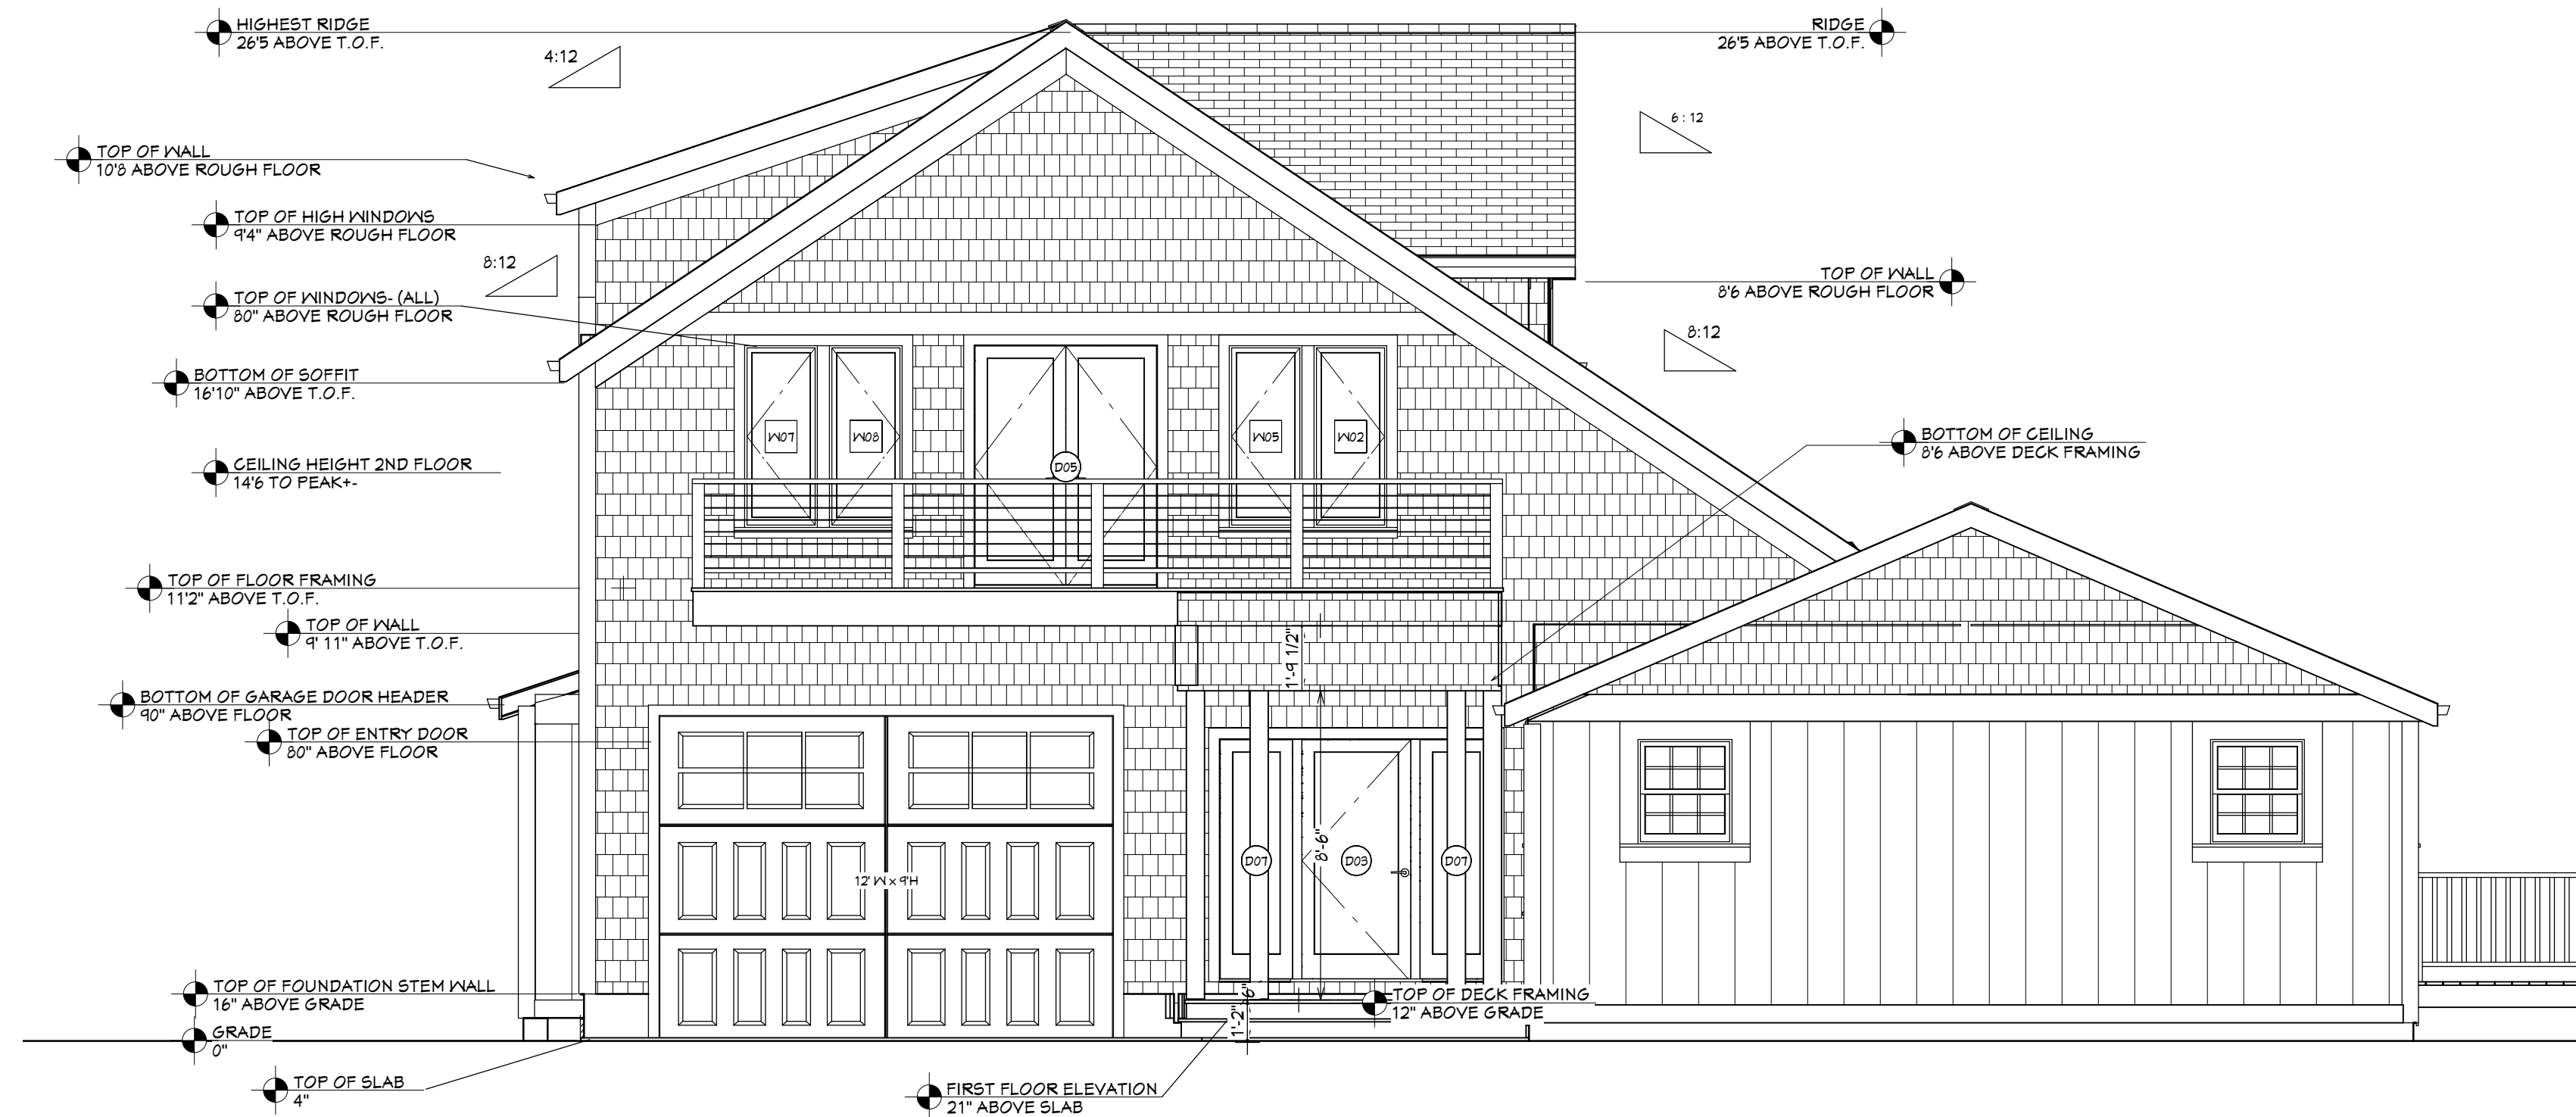 HIGHEST RIDGE
26'5 ABOVE T.O.F.
RIDGE
26'5 ABOVE T.O.F.
4:12
6 : 12
TOP OF WALL
10'8 ABOVE ROUGH FLOOR
TOP OF HIGH WINDOWS
9'4" ABOVE ROUGH FLOOR
8:12
TOP OF WALL
8'6 ABOVE ROUGH FLOOR
TOP OF WINDOWS- (ALL)
80" ABOVE ROUGH FLOOR
8:12
BOTTOM OF SOFFIT
16'10" ABOVE T.O.F.
W07
W08
W05
W02
BOTTOM OF CEILING
8'6 ABOVE DECK FRAMING
CEILING HEIGHT 2ND FLOOR
14'6 TO PEAK+-
D05
TOP OF FLOOR FRAMING
11'2" ABOVE T.O.F.
TOP OF WALL
9' 11" ABOVE T.O.F.
1'-9 1/2"
BOTTOM OF GARAGE DOOR HEADER
90" ABOVE FLOOR
TOP OF ENTRY DOOR
80" ABOVE FLOOR
8'-6"
D07
D03
D07
12' W x 9'H
TOP OF FOUNDATION STEM WALL
16" ABOVE GRADE
TOP OF DECK FRAMING
12" ABOVE GRADE
1'-2"
6"
GRADE
0"
TOP OF SLAB
4"
FIRST FLOOR ELEVATION
21" ABOVE SLAB